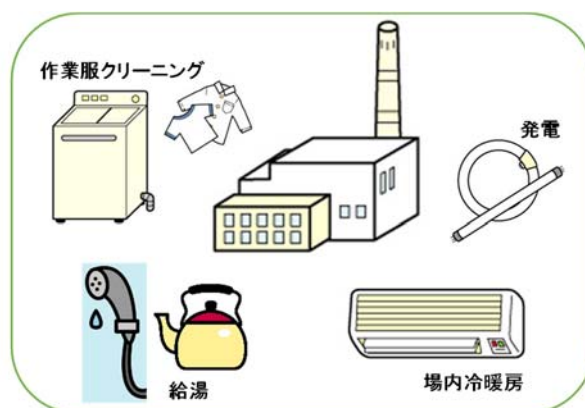 作業服クリーニング
発電
給湯
場内冷暖房